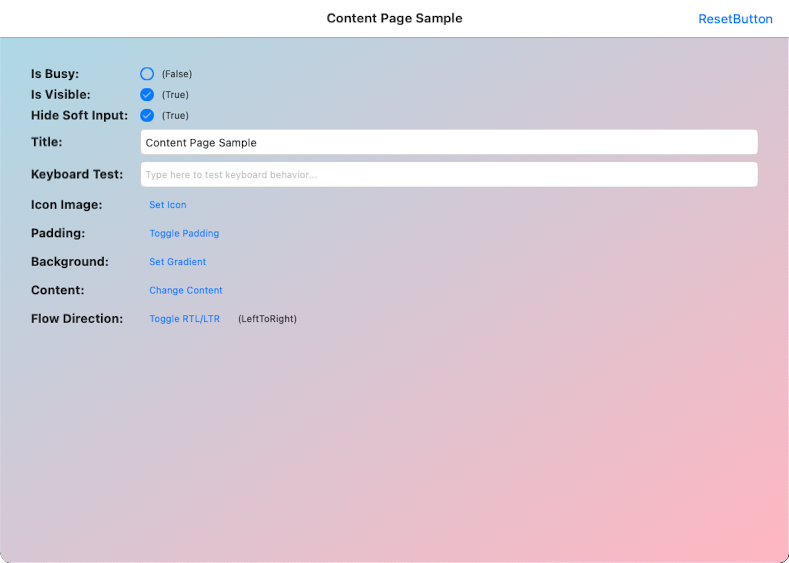 Content Page Sample
ResetButton
Is Busy: (False)
Is Visible: (True)
Hide Soft Input: (True)
Title: Content Page Sample
Keyboard Test: Type here to test keyboard behavior...
Icon Image: Set Icon
Padding: Toggle Padding
Background: Set Gradient
Content: Change Content
Flow Direction: Toggle RTL/LTR (LeftToRight)